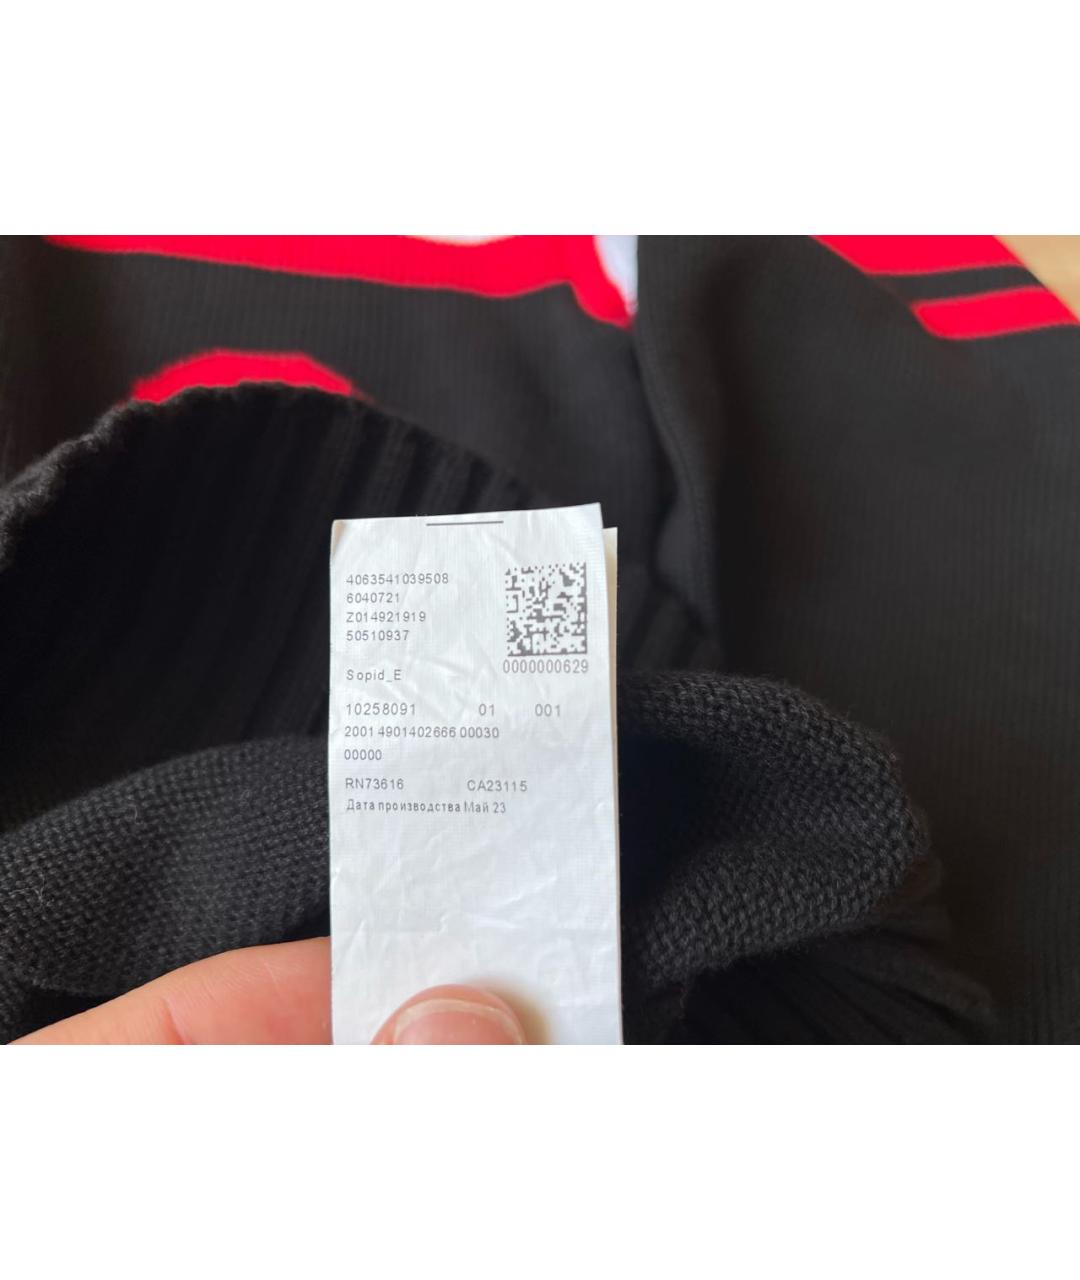 4063541039508
6040721
Z014921919
50510937
0000000629
Sopid_E
10258091 01 001
2001 4901402666 00030
00000
RN73616 CA23115
Дата производства Май 23